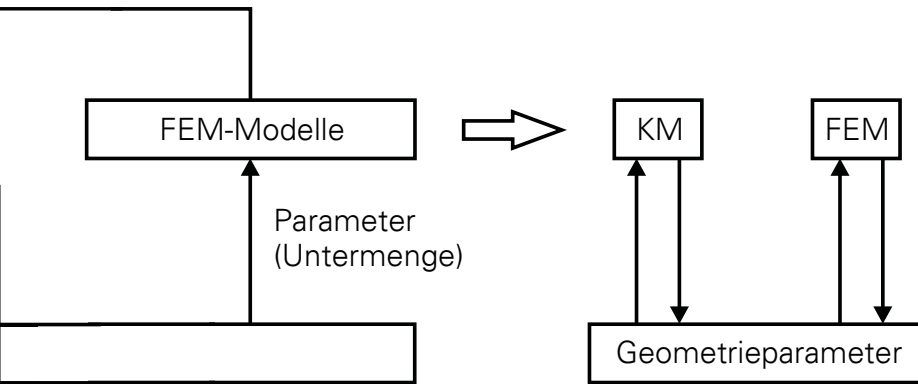 FEM-Modelle
Parameter
(Untermenge)
KM
FEM
Geometrieparameter